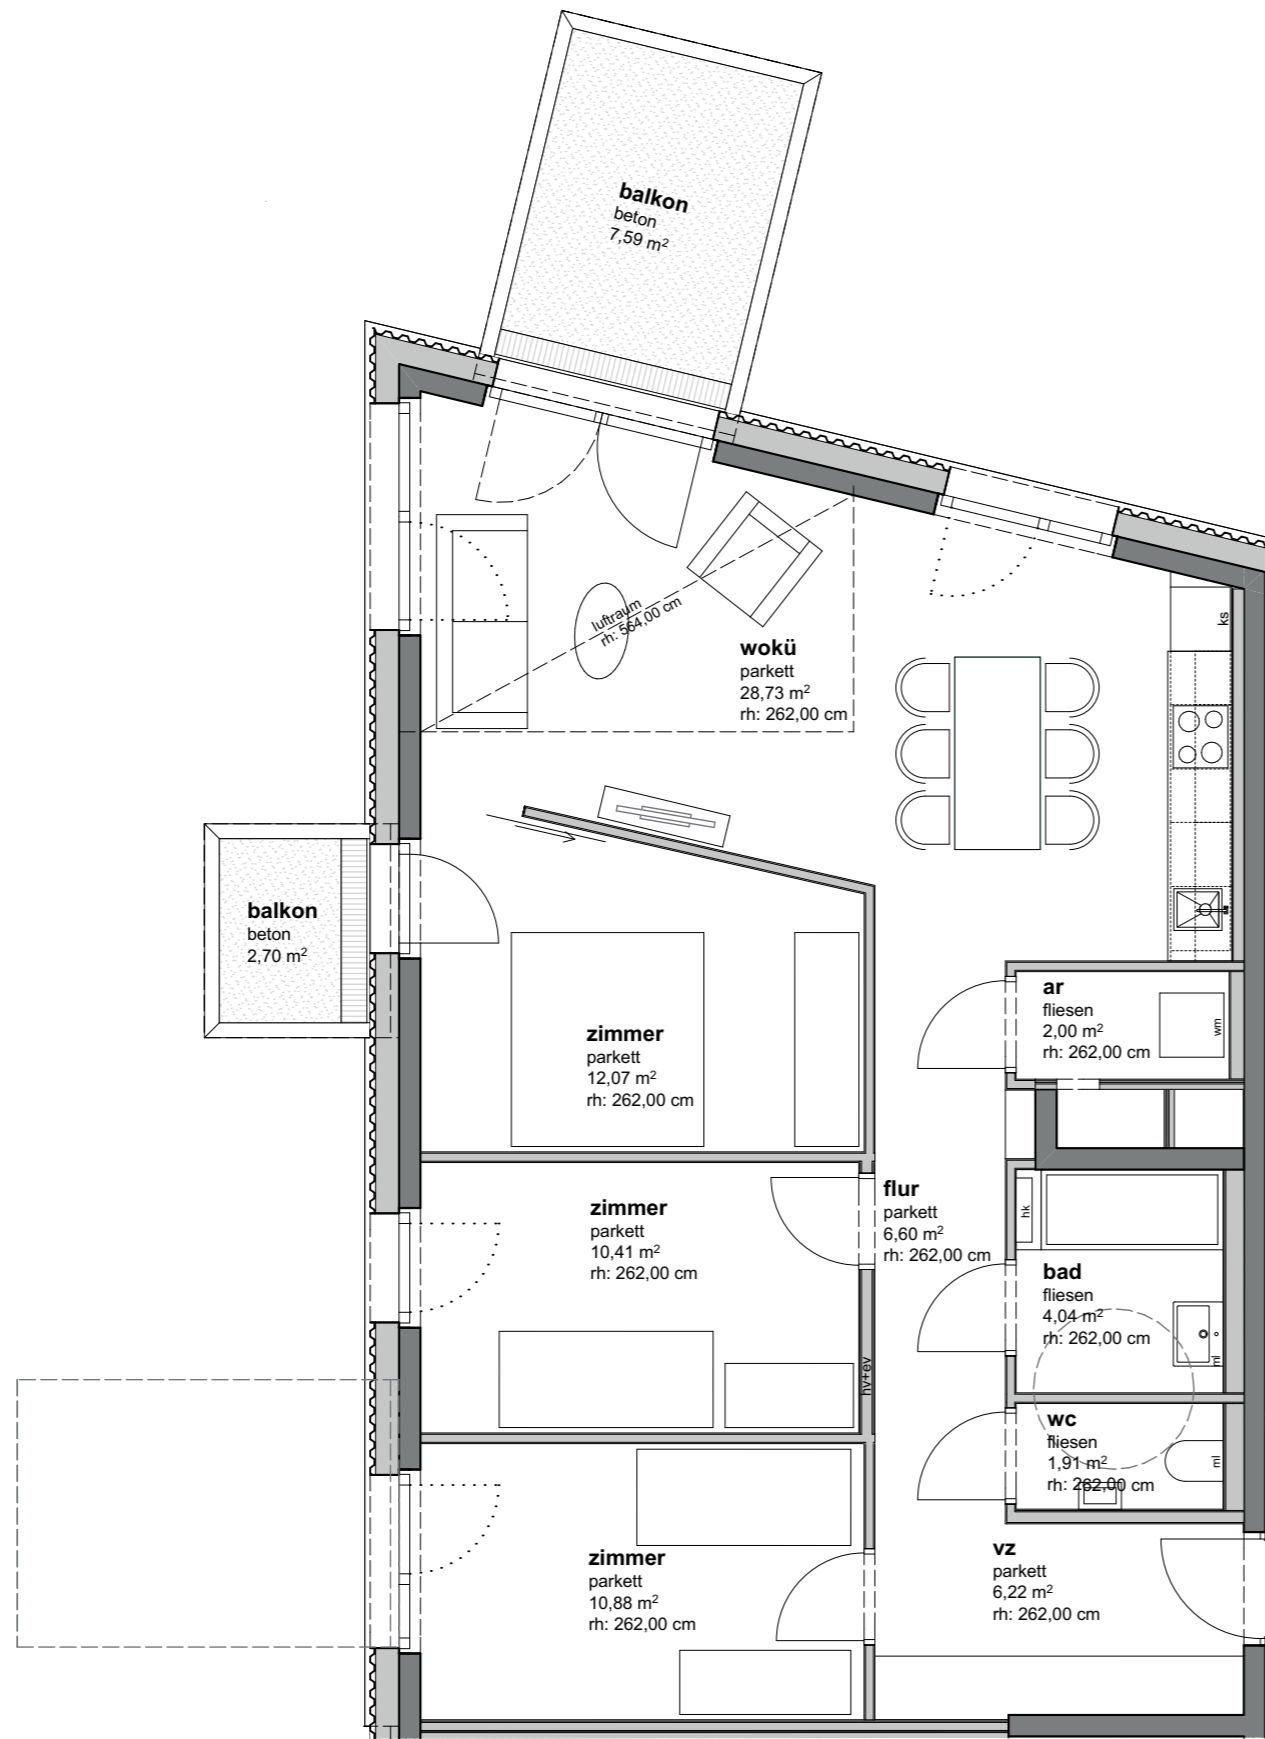 balkon
beton
7,59 m²
luftraum
rh: 564,00 cm
wokü
parkett
28,73 m²
rh: 262,00 cm
ks
balkon
beton
2,70 m²
zimmer
parkett
12,07 m²
rh: 262,00 cm
ar
fliesen
2,00 m²
rh: 262,00 cm
wm
zimmer
parkett
10,41 m²
rh: 262,00 cm
flur
parkett
6,60 m²
rh: 262,00 cm
hk
bad
fliesen
4,04 m²
rh: 262,00 cm
ml
hv+ev
wc
fliesen
1,91 m²
rh: 262,00 cm
ml
zimmer
parkett
10,88 m²
rh: 262,00 cm
vz
parkett
6,22 m²
rh: 262,00 cm